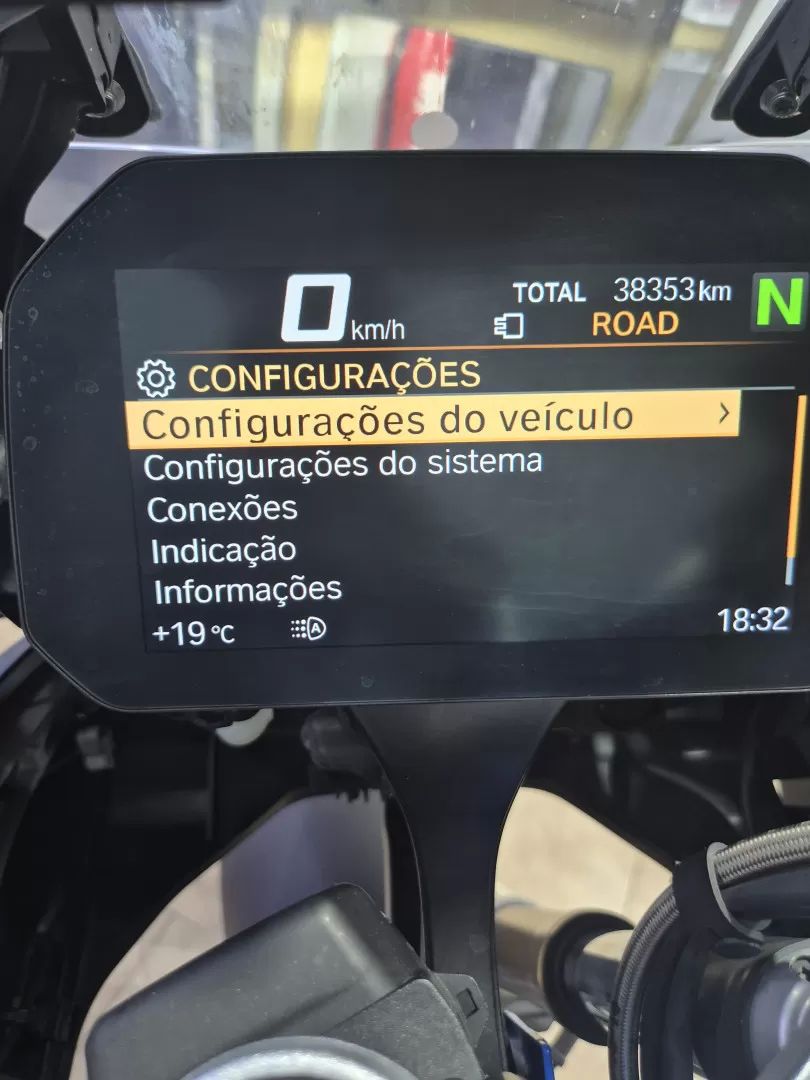 0 km/h TOTAL 38353 km N
ROAD
CONFIGURAÇÕES
Configurações do veículo >
Configurações do sistema
Conexões
Indicação
Informações
+19 °C A 18:32